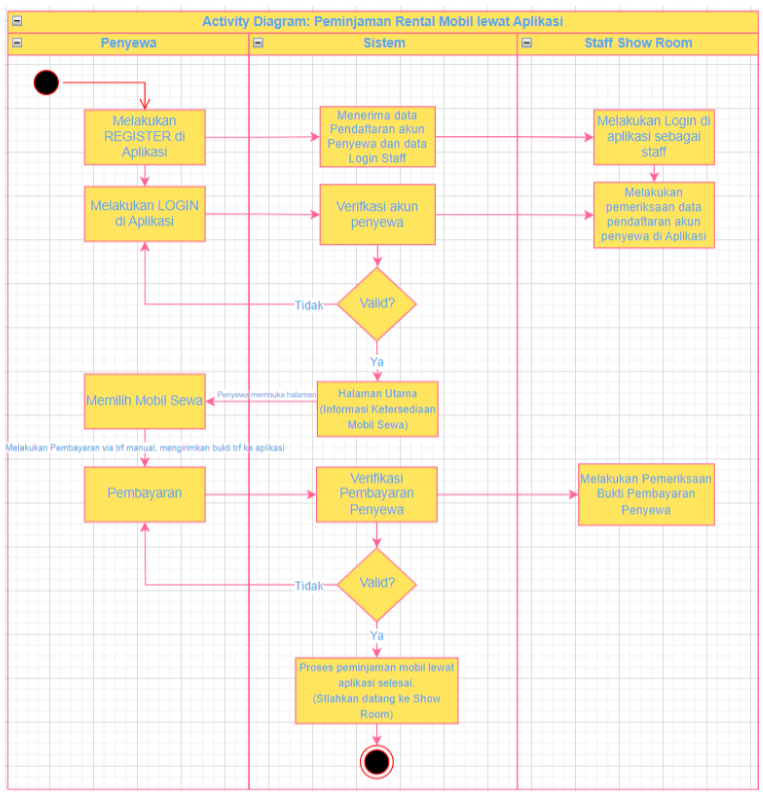 Activity Diagram: Peminjaman Rental Mobil lewat Aplikasi
Penyewa
Sistem
Staff Show Room
Melakukan
REGISTER di
Aplikasi
Menerima data
Pendaftaran akun
Penyewa dan data
Login Staff
Melakukan Login di
aplikasi sebagai
staff
Melakukan LOGIN
di Aplikasi
Verifkasi akun
penyewa
Melakukan
pemeriksaan data
pendaftaran akun
penyewa di Aplikasi
Valid?
Tidak
Ya
Memilih Mobil Sewa
Penyewa membuka halaman
Halaman Utama
(Informasi Ketersediaan
Mobil Sewa)
Melakukan Pembayaran via trf manual, mengirimkan bukti trf ke aplikasi
Pembayaran
Verifikasi
Pembayaran
Penyewa
Melakukan Pemeriksaan
Bukti Pembayaran
Penyewa
Valid?
Tidak
Ya
Proses peminjaman mobil lewat
aplikasi selesai.
(SIlahkan datang ke Show
Room)